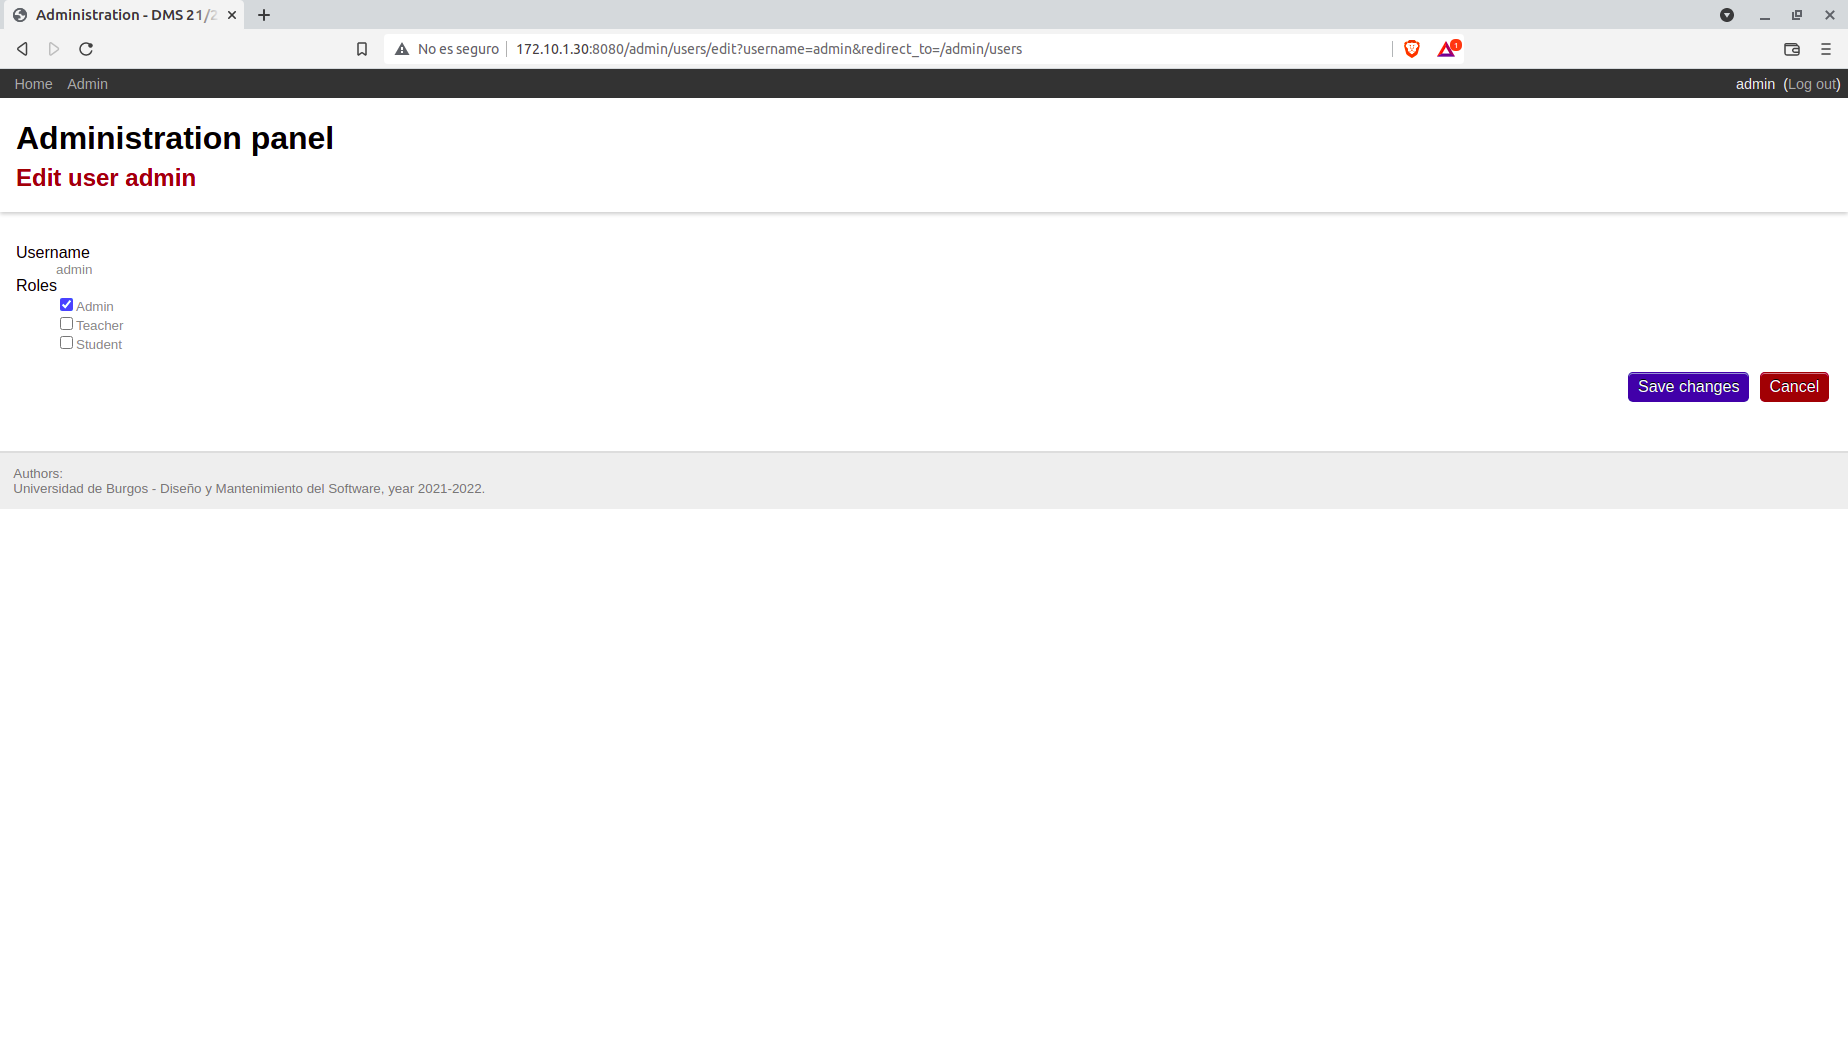 Administration - DMS 21/2
No es seguro
172.10.1.30:8080/admin/users/edit?username=admin&redirect_to=/admin/users
1
Home Admin
admin (Log out)
Administration panel
Edit user admin
Username
admin
Roles
Admin
Teacher
Student
Save changes Cancel
Authors:
Universidad de Burgos - Diseño y Mantenimiento del Software, year 2021-2022.